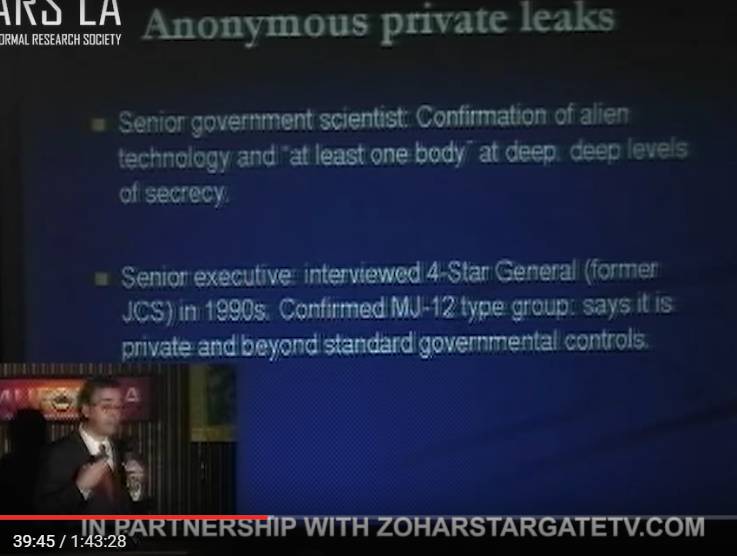 ARS LA
ORMAL RESEARCH SOCIETY
Anonymous private leaks
Senior government scientist: Confirmation of alien
technology and "at least one body" at deep, deep levels
of secrecy.
Senior executive: interviewed 4-Star General (former
JCS) in 1990s. Confirmed MJ-12 type group: says it is
private and beyond standard governmental controls.
IN PARTNERSHIP WITH ZOHARSTARGATETV.COM
39:45 / 1:43:28